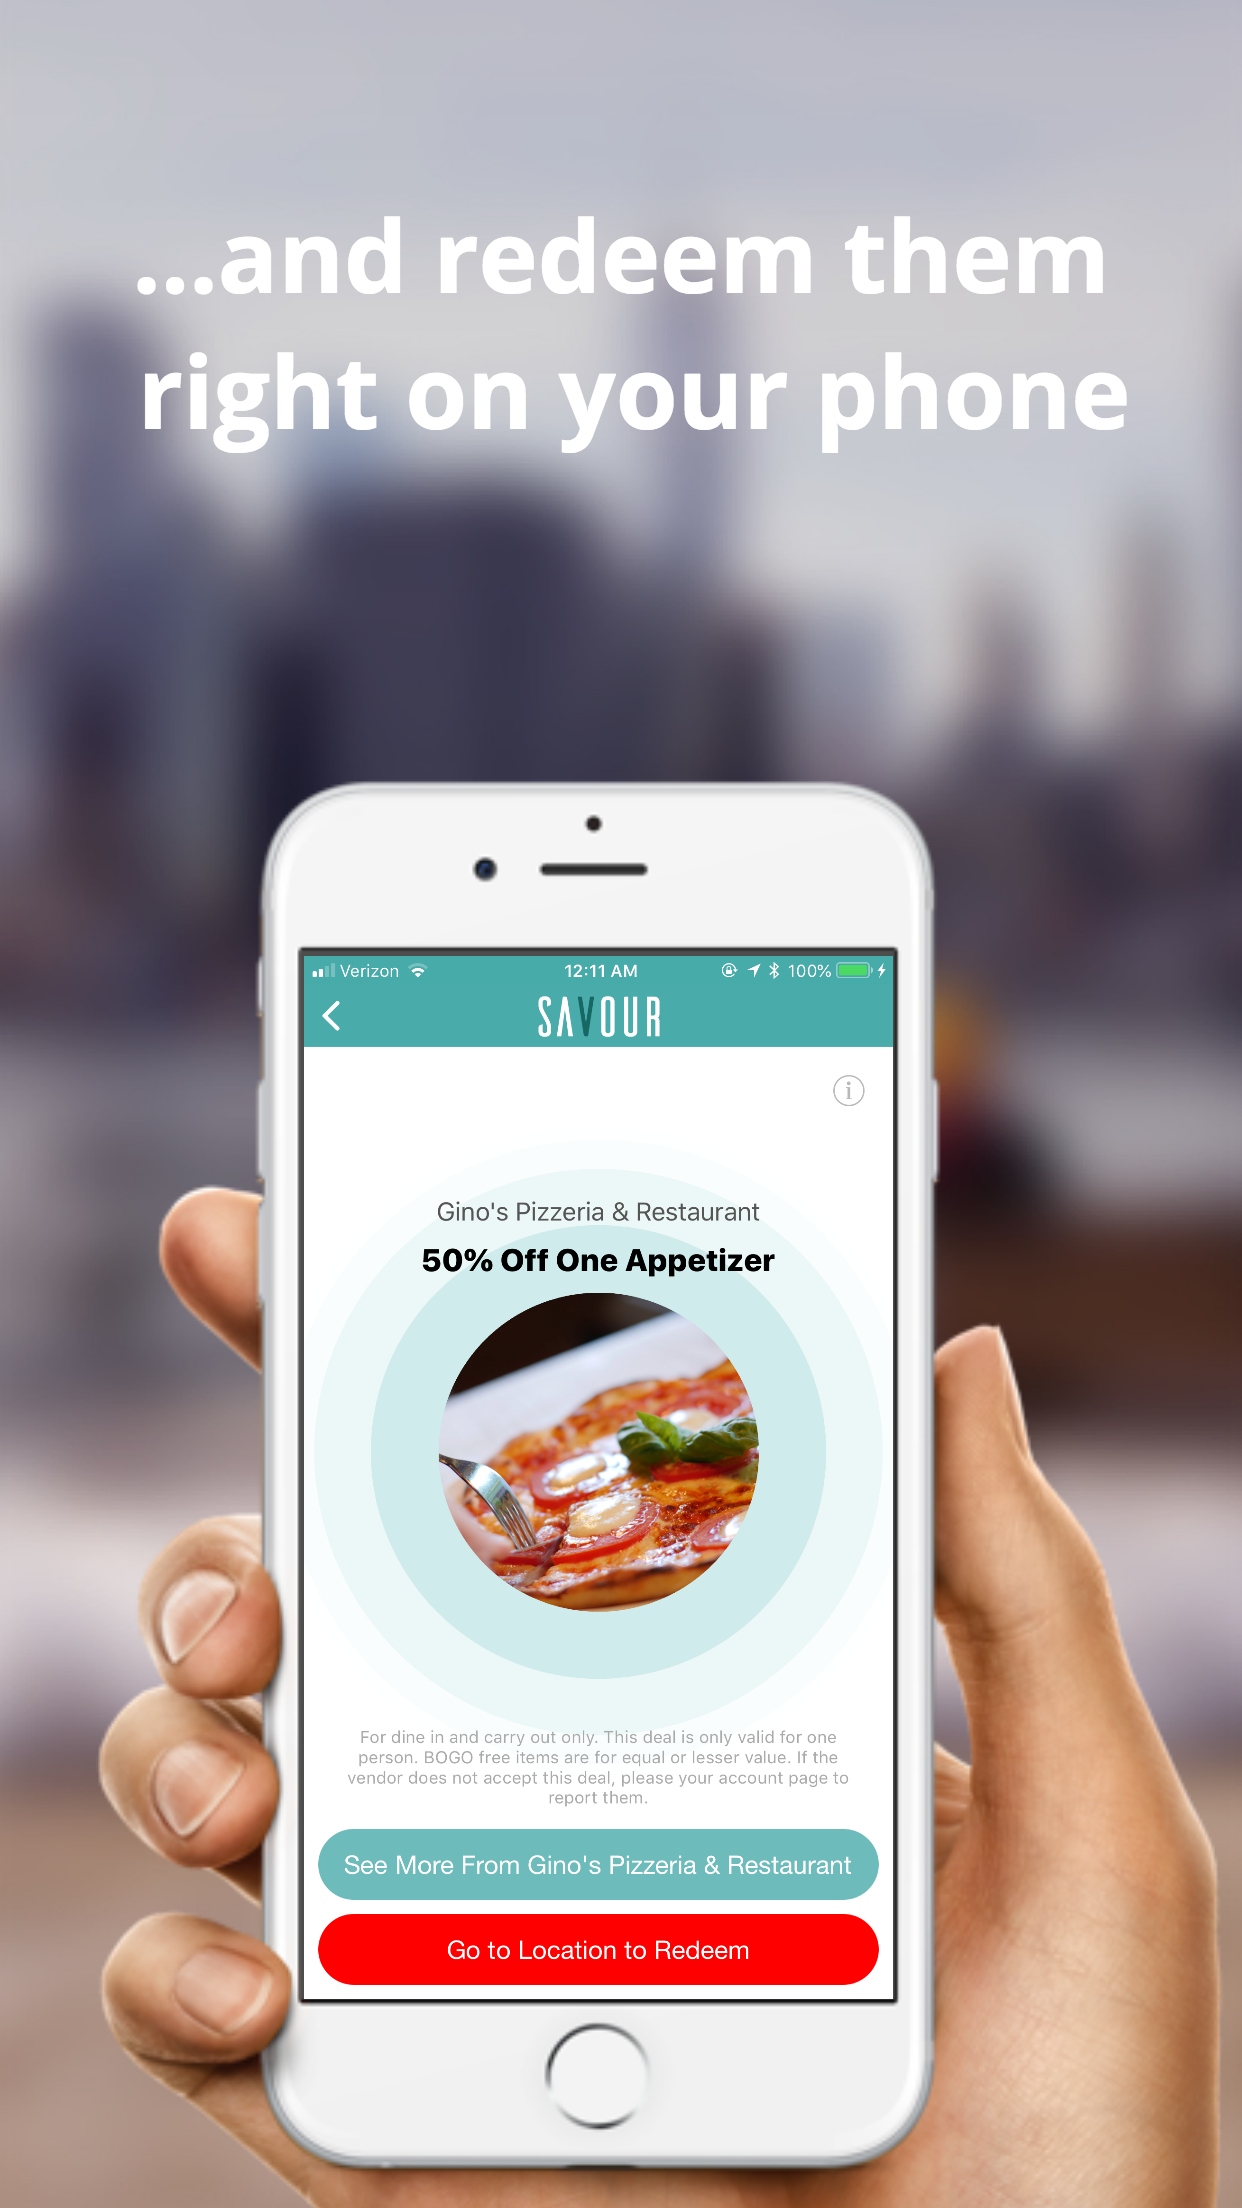 ...and redeem them
right on your phone
Verizon 12:11 AM 100%
SAVOUR
i
Gino's Pizzeria & Restaurant
50% Off One Appetizer
For dine in and carry out only. This deal is only valid for one
person. BOGO free items are for equal or lesser value. If the
vendor does not accept this deal, please your account page to
report them.
See More From Gino's Pizzeria & Restaurant
Go to Location to Redeem